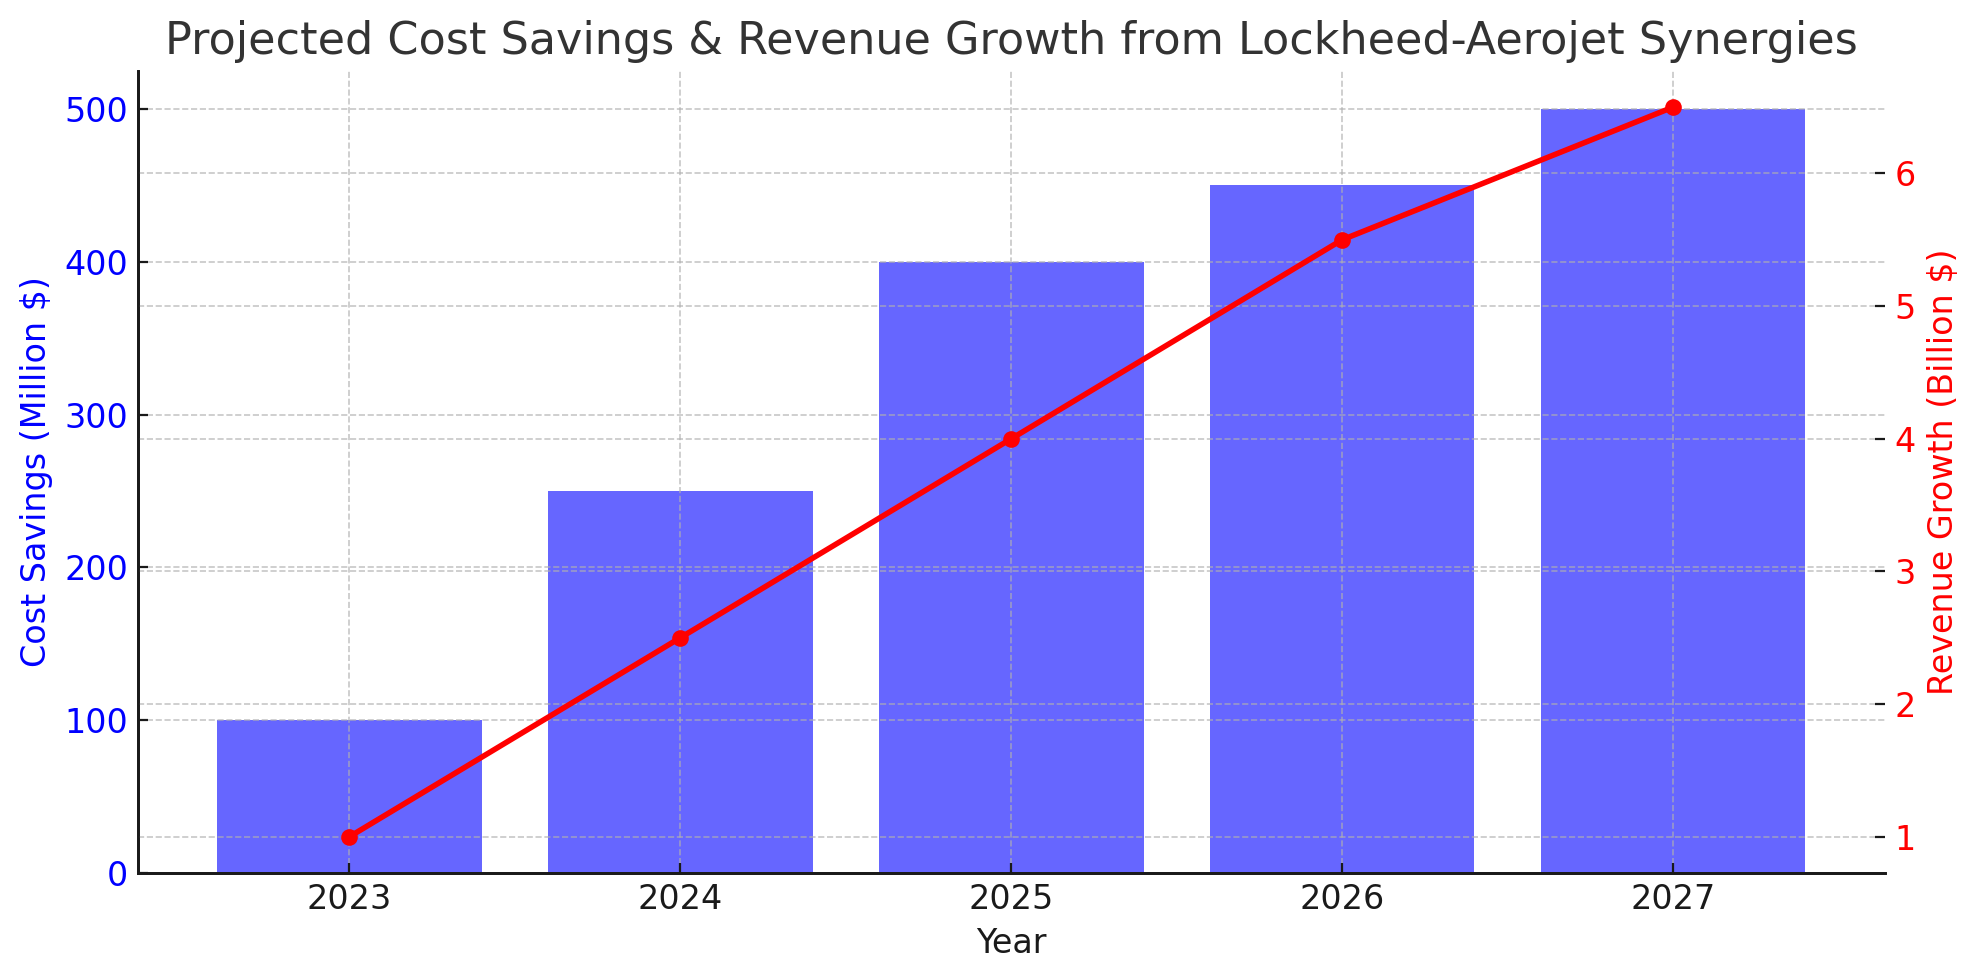 Projected Cost Savings & Revenue Growth from Lockheed-Aerojet Synergies
Cost Savings (Million $)
500
400
300
200
100
0
2023 2024 2025 2026 2027
Year
6
5
4
3
2
1
Revenue Growth (Billion $)